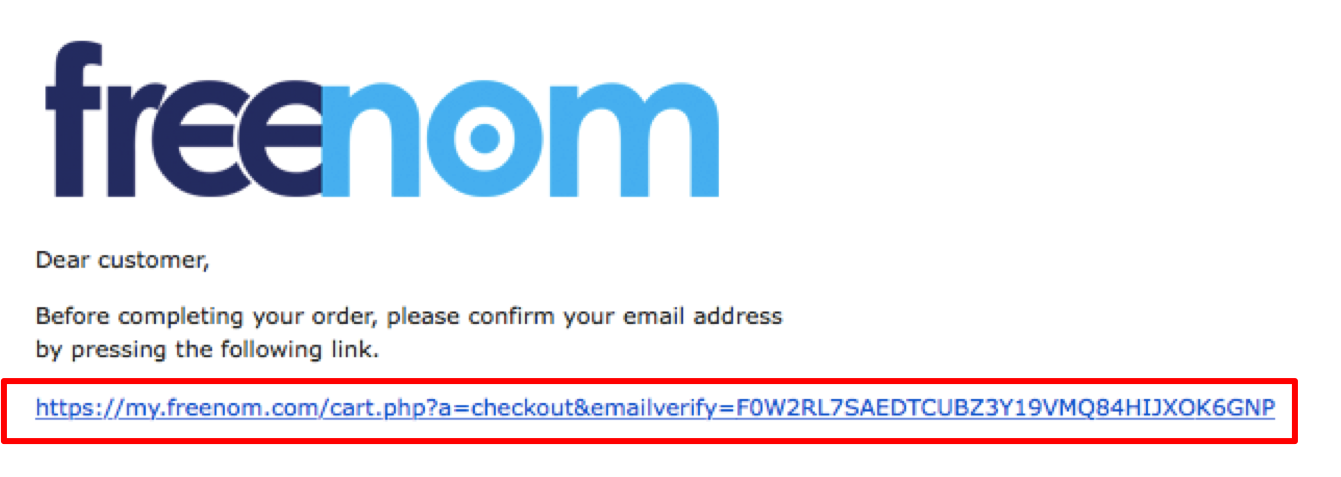 freenom
Dear customer,
Before completing your order, please confirm your email address
by pressing the following link.
https://my.freenom.com/cart.php?a=checkout&emailverify=F0W2RL7SAEDTCUBZ3Y19VMQ84HIJXOK6GNP